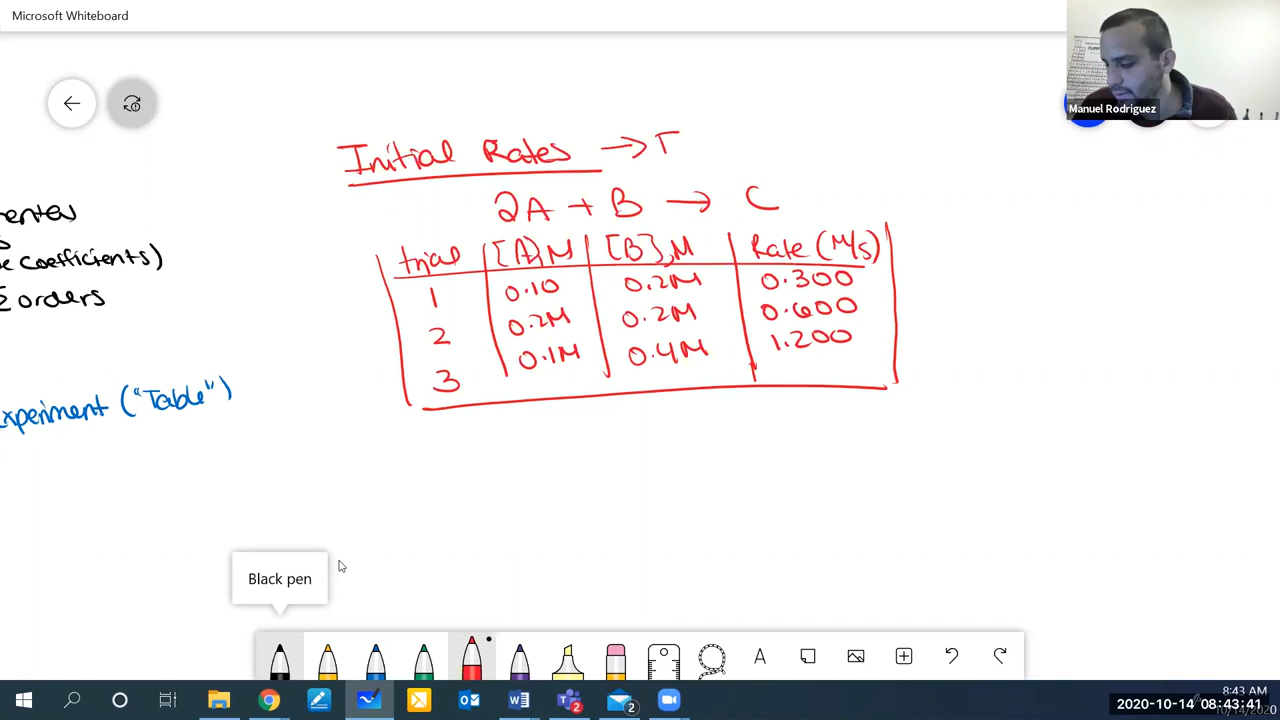 Microsoft Whiteboard
Manuel Rodriguez
Initial Rates →
2A + B → C
trial [A],M [B],M Rate (M/s)
1 0.10 0.2M 0.300
2 0.2M 0.2M 0.600
3 0.1M 0.4M 1.200
coefficients)
orders
Experiment ("Table")
Black pen
8:43 AM
2020-10-14 08:43:41